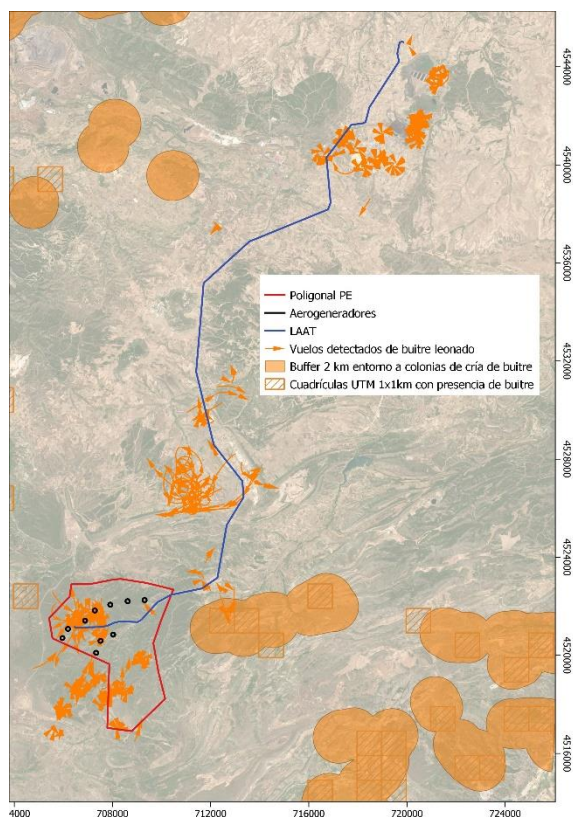 4544000
4540000
4536000
Poligonal PE
Aerogeneradores
LAAT
Vuelos detectados de buitre leonado
Buffer 2 km entorno a colonias de cría de buitre
Cuadrículas UTM 1x1km con presencia de buitre
4532000
4528000
4524000
4520000
4516000
4000 708000 712000 716000 720000 724000